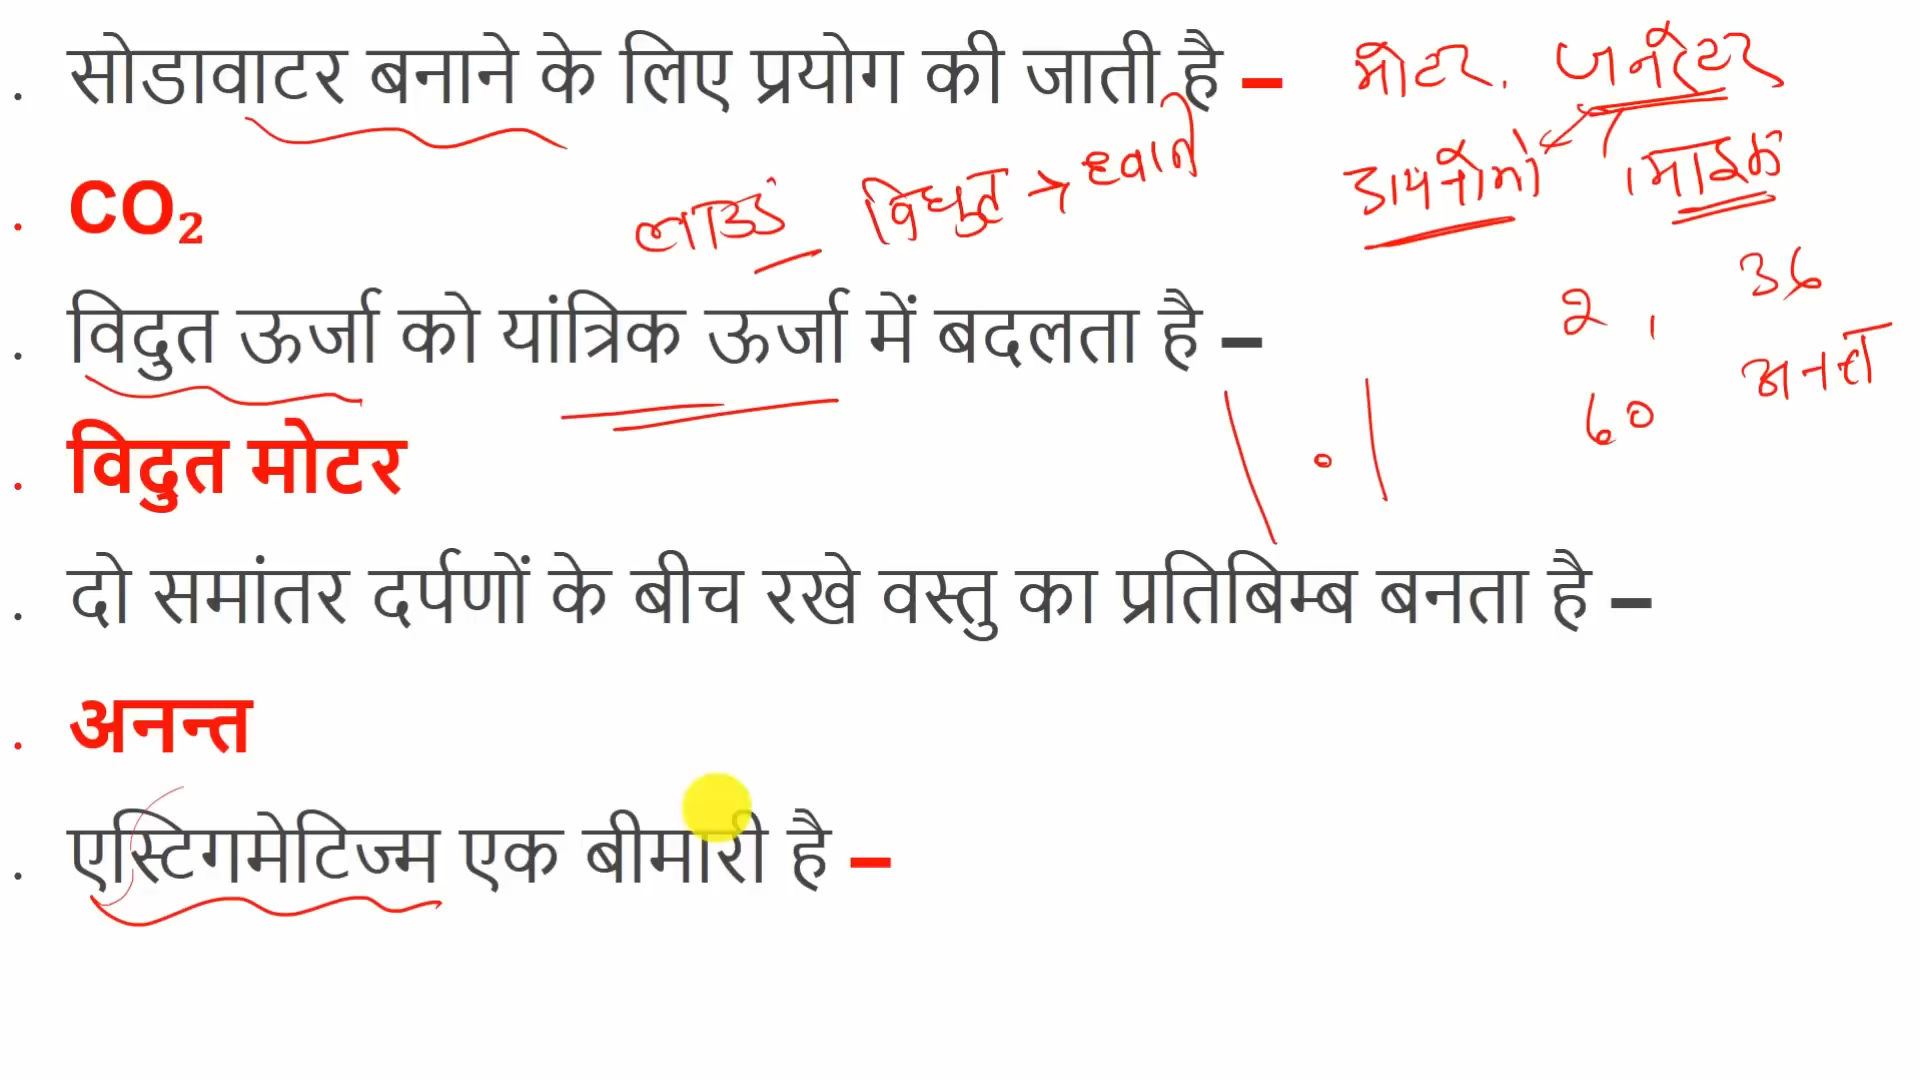 . सोडावाटर बनाने के लिए प्रयोग की जाती है –
मोटर. जनरेटर
. CO₂
लाउड विधुत → ध्वनि
डायनोमो माइक
. विदुत ऊर्जा को यांत्रिक ऊर्जा में बदलता है –
2 , 36
60 अनन्त
. विदुत मोटर
. दो समांतर दर्पणों के बीच रखे वस्तु का प्रतिबिम्ब बनता है –
. अनन्त
. एस्टिगमेटिज्म एक बीमारी है –